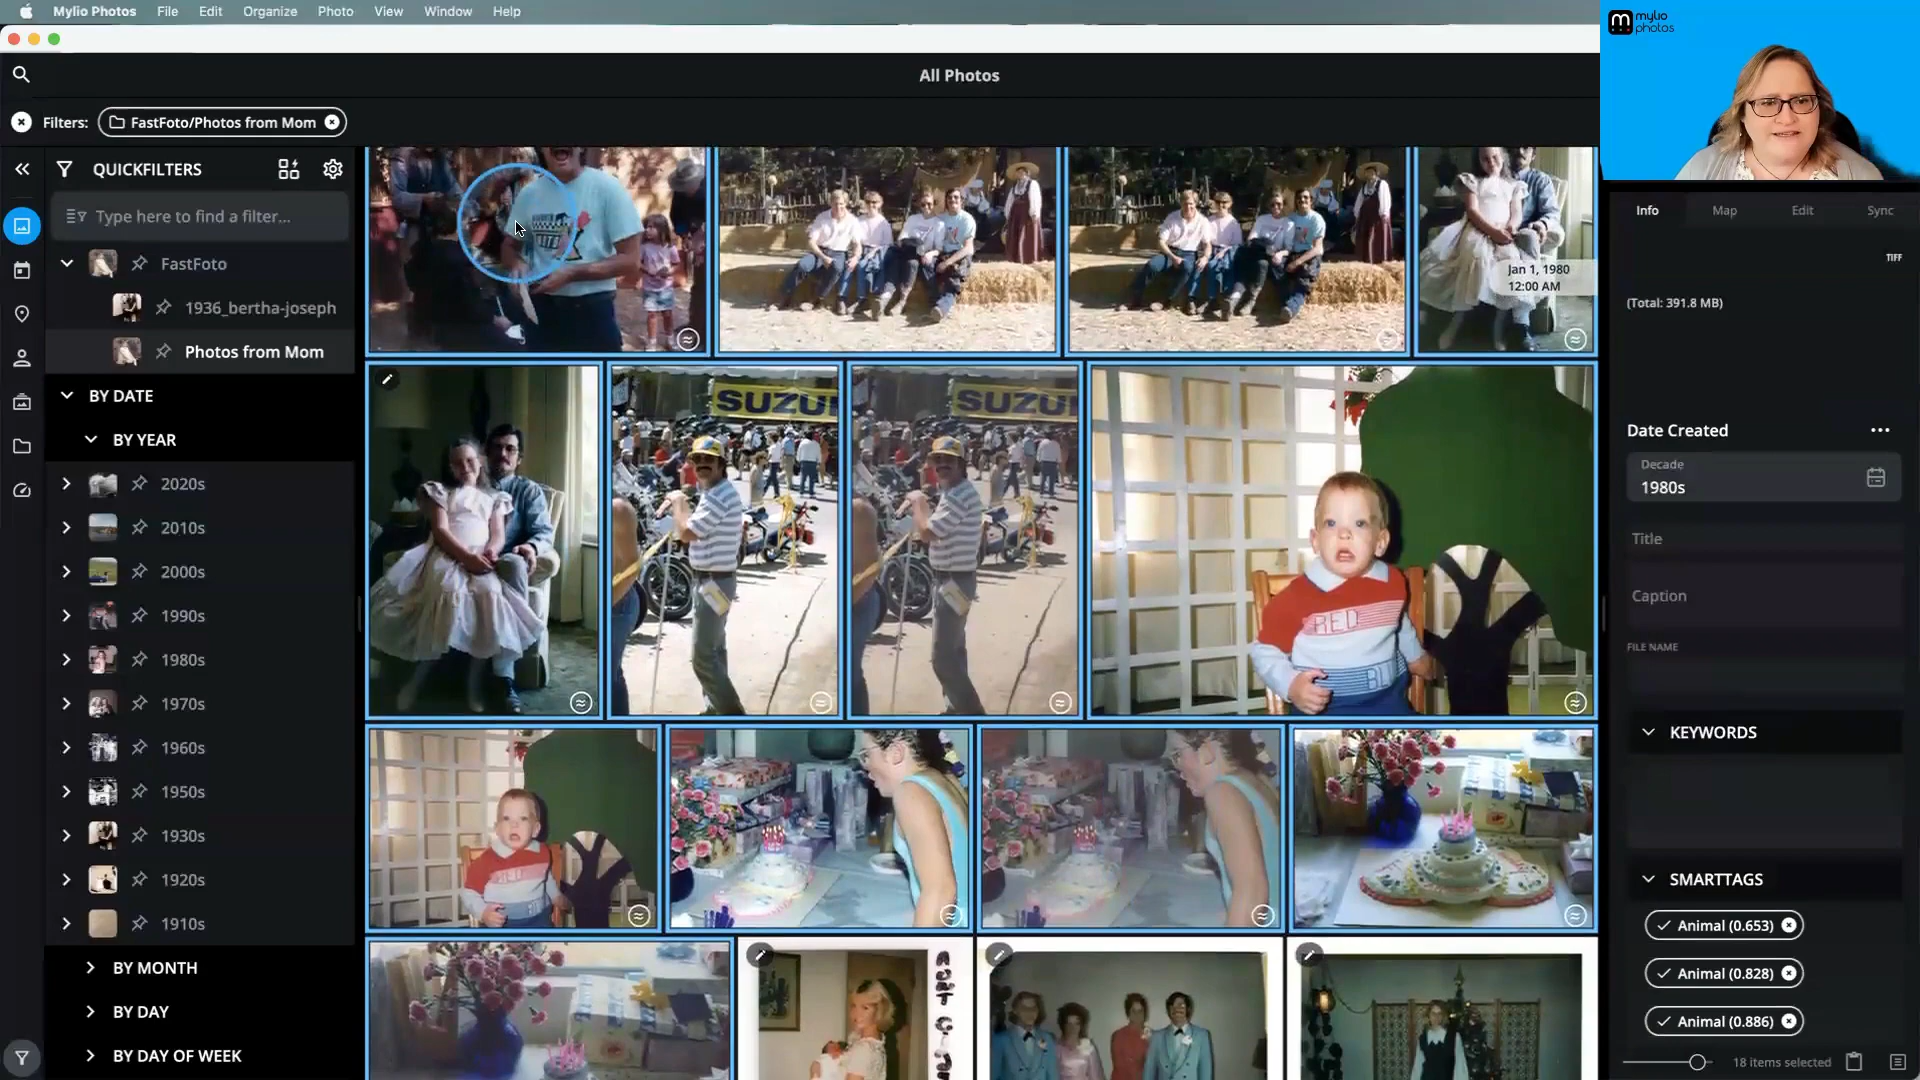 Mylio Photos File Edit Organize Photo View Window Help
mylio
photos
All Photos
Filters: FastFoto/Photos from Mom
QUICKFILTERS
Type here to find a filter...
FastFoto
1936_bertha-joseph
Photos from Mom
BY DATE
BY YEAR
2020s
2010s
2000s
1990s
1980s
1970s
1960s
1950s
1930s
1920s
1910s
BY MONTH
BY DAY
BY DAY OF WEEK
Jan 1, 1980
12:00 AM
SUZU
SUZU
RED
AUNT
Info Map Edit Sync
TIFF
(Total: 391.8 MB)
Date Created
Decade
1980s
Title
Caption
FILE NAME
KEYWORDS
SMARTTAGS
Animal (0.653)
Animal (0.828)
Animal (0.886)
18 items selected